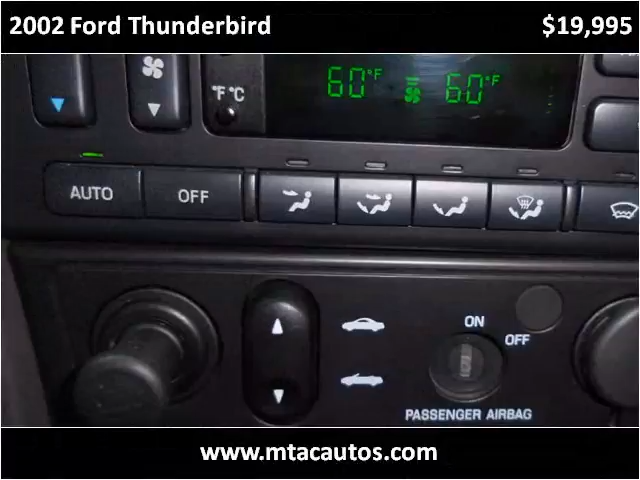 2002 Ford Thunderbird $19,995
60°F 60°F
°F °C
AUTO OFF
ON
OFF
PASSENGER AIRBAG
www.mtacautos.com